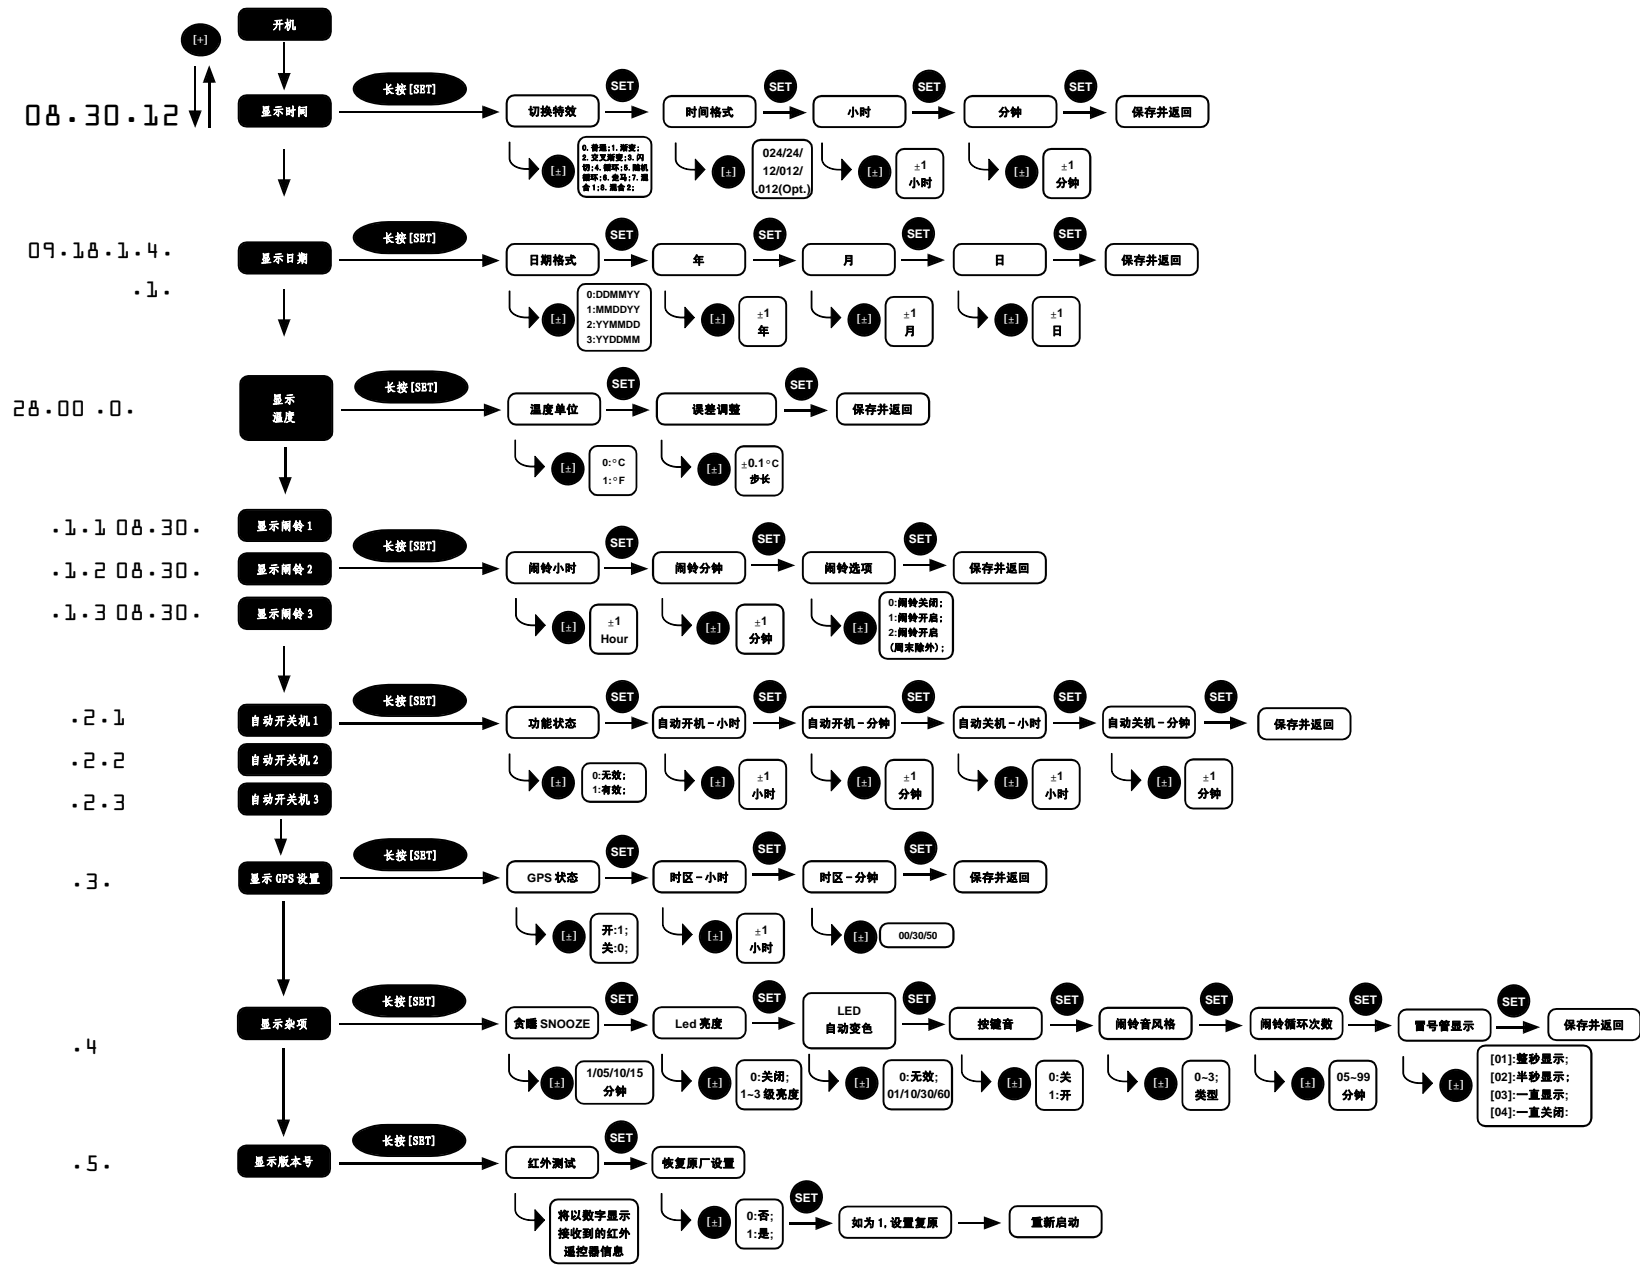 开机
[+]
08.30.12
显示时间
长按[SET]
切换特效
SET
时间格式
SET
小时
SET
分钟
SET
保存并返回
[±]
0.普通;1.渐变;
2.交叉渐变;3.闪
切;4.循环;5.随机
循环;6.走马;7.混
合1;8.混合2;
[±]
024/24/
12/012/
.012(Opt.)
[±]
±1
小时
[±]
±1
分钟
09.18.1.4.
.1.
显示日期
长按[SET]
日期格式
SET
年
SET
月
SET
日
SET
保存并返回
[±]
0:DDMMYY
1:MMDDYY
2:YYMMDD
3:YYDDMM
[±]
±1
年
[±]
±1
月
[±]
±1
日
28.00 .0.
显示
温度
长按[SET]
温度单位
SET
误差调整
SET
保存并返回
[±]
0:°C
1:°F
[±]
±0.1°C
步长
.1.1 08.30.
显示闹铃1
.1.2 08.30.
显示闹铃2
.1.3 08.30.
显示闹铃3
长按[SET]
闹铃小时
SET
闹铃分钟
SET
闹铃选项
SET
保存并返回
[±]
±1
Hour
[±]
±1
分钟
[±]
0:闹铃关闭;
1:闹铃开启;
2:闹铃开启
(周末除外);
.2.1
自动开关机1
.2.2
自动开关机2
.2.3
自动开关机3
长按[SET]
功能状态
SET
自动开机-小时
SET
自动开机-分钟
SET
自动关机-小时
SET
自动关机-分钟
SET
保存并返回
[±]
0:无效;
1:有效;
[±]
±1
小时
[±]
±1
分钟
[±]
±1
小时
[±]
±1
分钟
.3.
显示GPS设置
长按[SET]
GPS状态
SET
时区-小时
SET
时区-分钟
SET
保存并返回
[±]
开:1;
关:0;
[±]
±1
小时
[±]
00/30/50
.4
显示杂项
长按[SET]
贪睡SNOOZE
SET
Led亮度
SET
LED
自动变色
SET
按键音
SET
闹铃音风格
SET
闹铃循环次数
SET
冒号管显示
SET
保存并返回
[±]
1/05/10/15
分钟
[±]
0:关闭;
1~3级亮度
[±]
0:无效;
01/10/30/60
[±]
0:关
1:开
[±]
0~3;
类型
[±]
05~99
分钟
[±]
[01]:整秒显示;
[02]:半秒显示;
[03]:一直显示;
[04]:一直关闭:
.5.
显示版本号
长按[SET]
红外测试
SET
恢复原厂设置
将以数字显示
接收到的红外
遥控器信息
[±]
0:否;
1:是;
SET
如为1,设置复原
重新启动